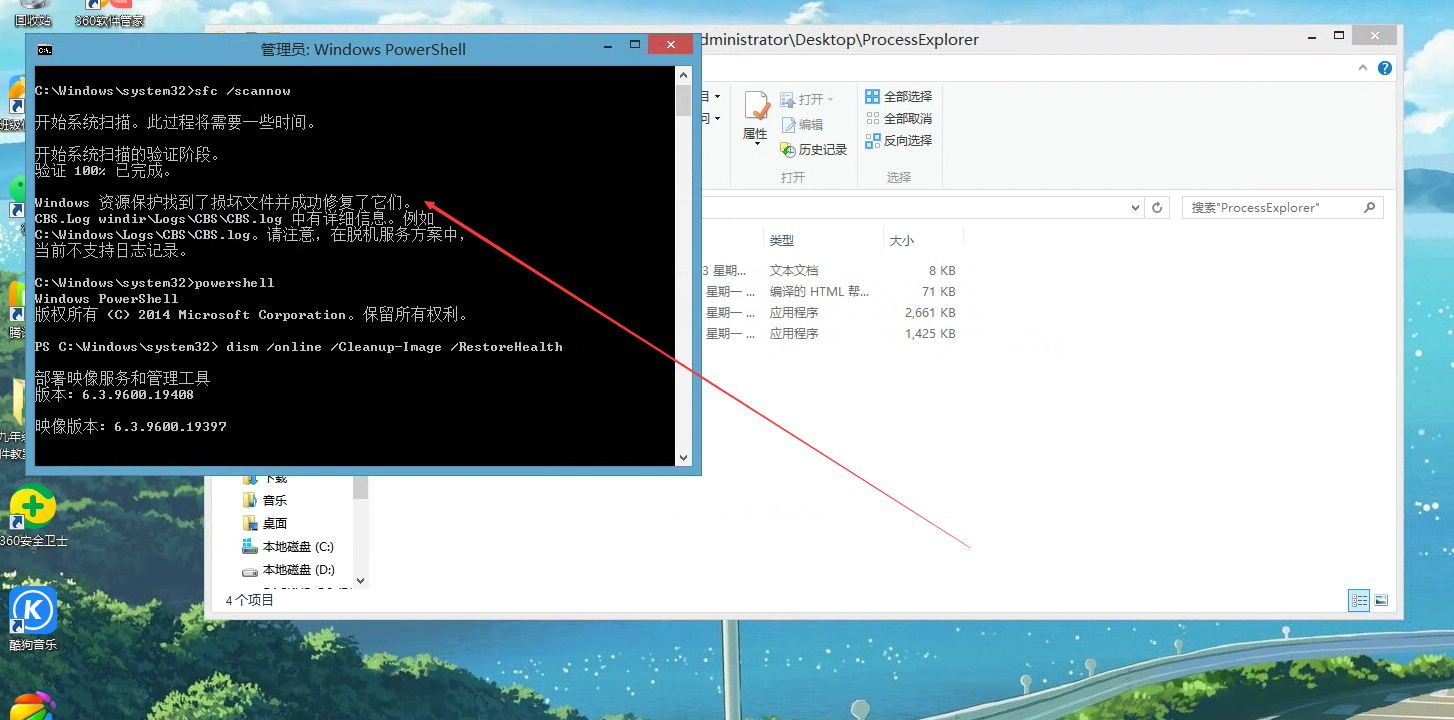 回收站
360软件管家
管理员: Windows PowerShell
C:\Windows\system32>sfc /scannow
开始系统扫描。此过程将需要一些时间。
开始系统扫描的验证阶段。
验证 100% 已完成。
Windows 资源保护找到了损坏文件并成功修复了它们。
CBS.Log windir\Logs\CBS\CBS.log 中有详细信息。例如
C:\Windows\Logs\CBS\CBS.log。请注意，在脱机服务方案中，
当前不支持日志记录。
C:\Windows\system32>powershell
Windows PowerShell
版权所有 (C) 2014 Microsoft Corporation。保留所有权利。
PS C:\Windows\system32> dism /online /Cleanup-Image /RestoreHealth
部署映像服务和管理工具
版本: 6.3.9600.19408
映像版本: 6.3.9600.19397
dministrator\Desktop\ProcessExplorer
属性
打开
编辑
历史记录
打开
全部选择
全部取消
反向选择
选择
搜索"ProcessExplorer"
类型 大小
3 星期... 文本文档 8 KB
星期一 ... 编译的 HTML 帮... 71 KB
星期一 ... 应用程序 2,661 KB
星期一 ... 应用程序 1,425 KB
下载
音乐
桌面
本地磁盘 (C:)
本地磁盘 (D:)
4 个项目
360安全卫士
酷狗音乐